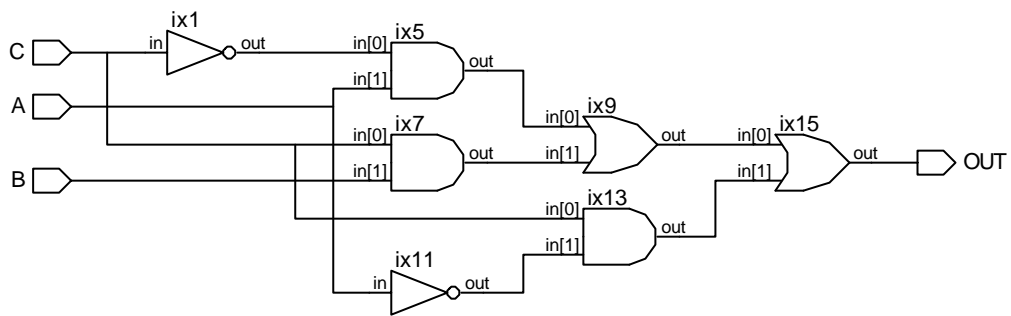 ix1
C
in
out
in[0]
ix5
out
in[1]
A
ix9
in[0]
out
in[0]
ix7
out
in[1]
in[0]
ix15
out
OUT
in[1]
B
in[1]
ix13
in[0]
out
in[1]
ix11
in
out